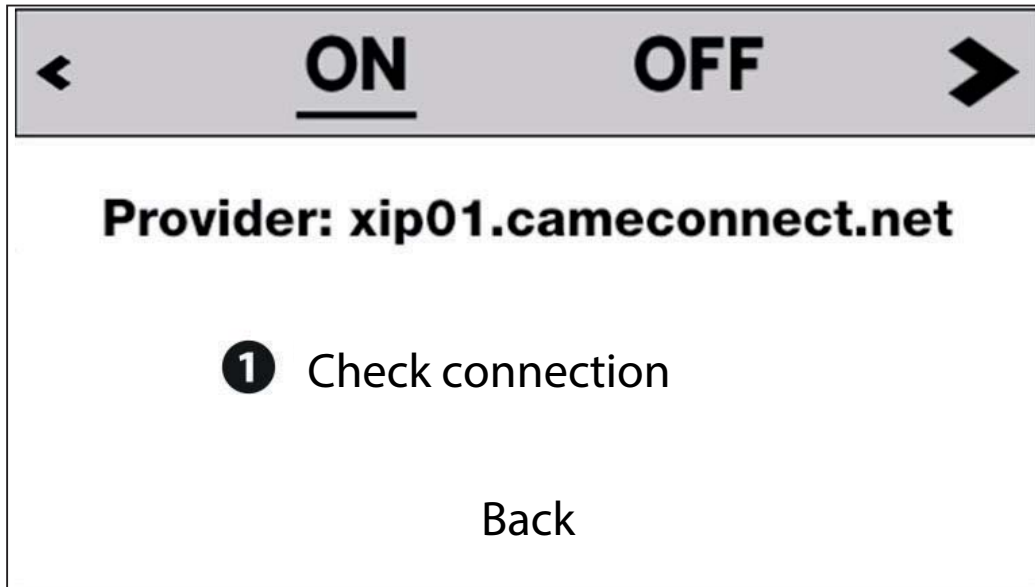 < ON OFF >
Provider: xip01.cameconnect.net
1 Check connection
Back